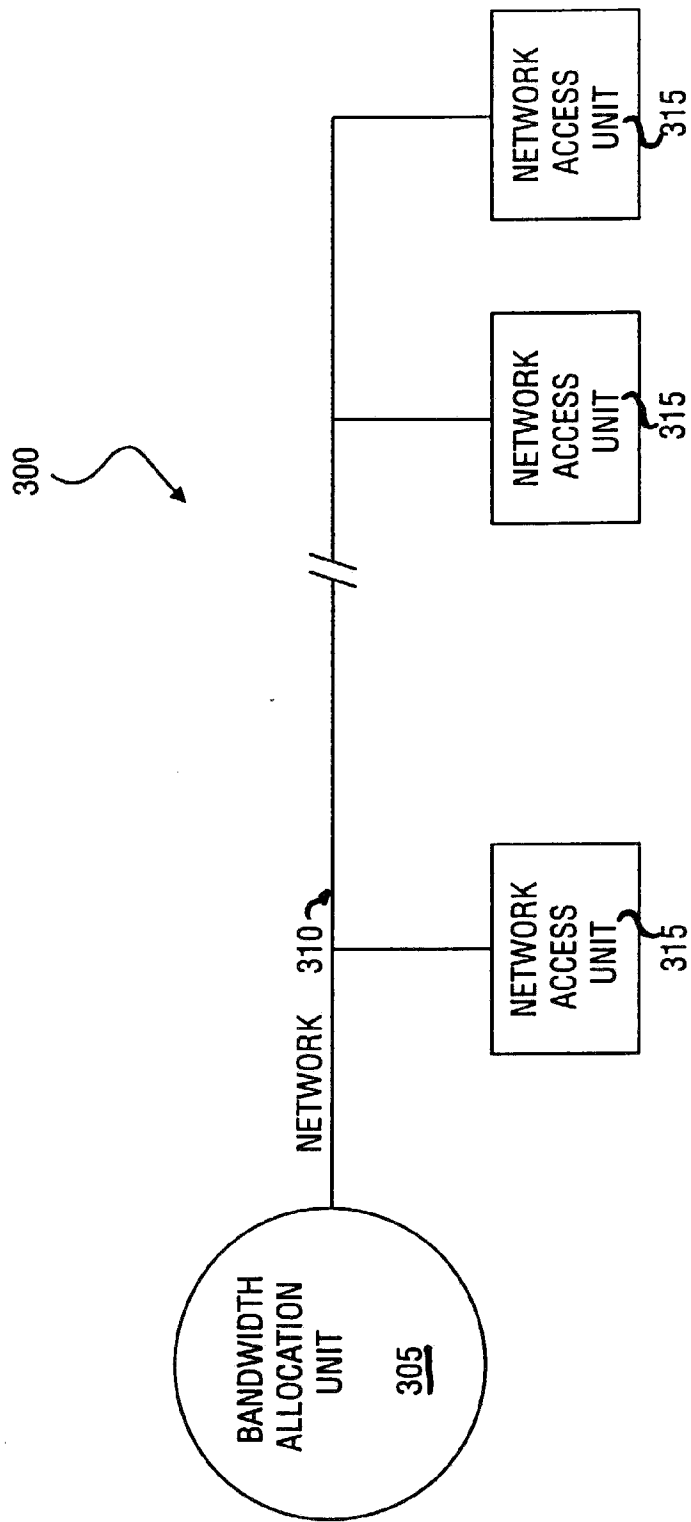 300
BANDWIDTH
ALLOCATION
UNIT
305
NETWORK 310
NETWORK
ACCESS
UNIT
315
NETWORK
ACCESS
UNIT
315
NETWORK
ACCESS
UNIT
315